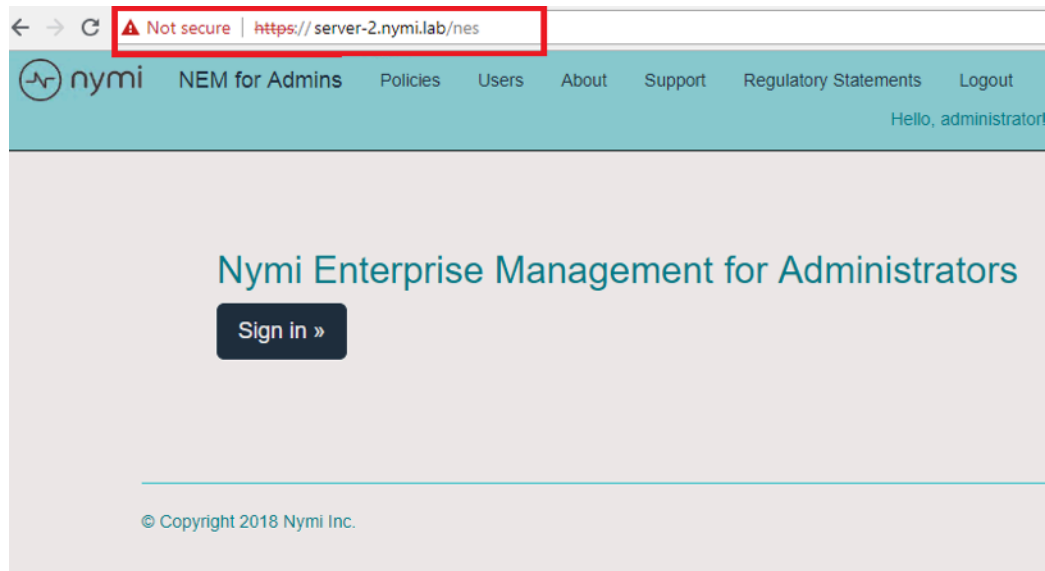 Not secure | https://server-2.nymi.lab/nes
nymi NEM for Admins Policies Users About Support Regulatory Statements Logout
Hello, administrator!
Nymi Enterprise Management for Administrators
Sign in »
© Copyright 2018 Nymi Inc.